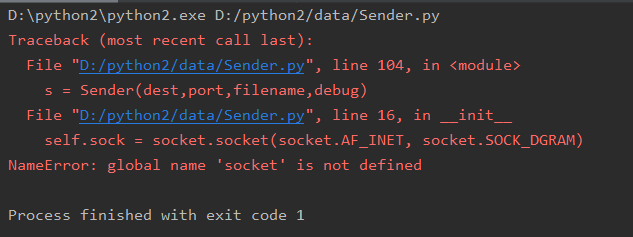 D:\python2\python2.exe D:/python2/data/Sender.py
Traceback (most recent call last):
  File "D:/python2/data/Sender.py", line 104, in <module>
    s = Sender(dest,port,filename,debug)
  File "D:/python2/data/Sender.py", line 16, in __init__
    self.sock = socket.socket(socket.AF_INET, socket.SOCK_DGRAM)
NameError: global name 'socket' is not defined

Process finished with exit code 1